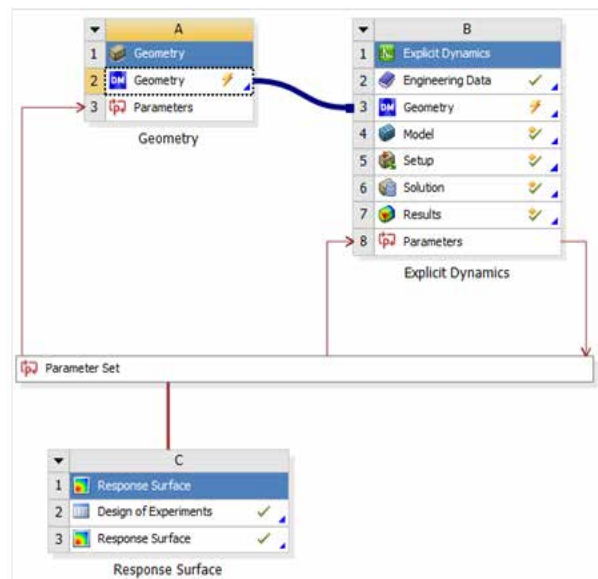 A
1 Geometry
2 DM Geometry
3 Parameters
Geometry
B
1 Explicit Dynamics
2 Engineering Data
3 DM Geometry
4 Model
5 Setup
6 Solution
7 Results
8 Parameters
Explicit Dynamics
Parameter Set
C
1 Response Surface
2 Design of Experiments
3 Response Surface
Response Surface